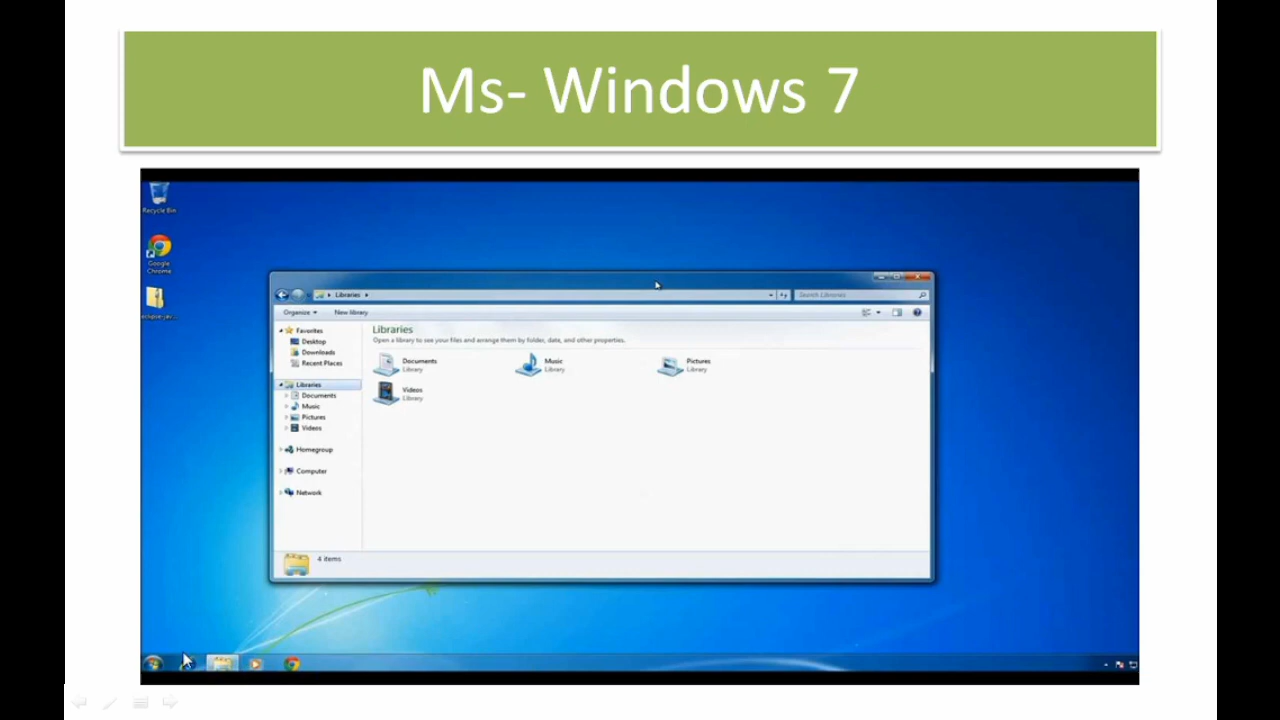 Ms- Windows 7
Recycle Bin
Google
Chrome
Libraries
Search Libraries
Organize
New library
Favorites
Desktop
Downloads
Recent Places
Libraries
Documents
Music
Pictures
Videos
Homegroup
Computer
Network
Libraries
Open a library to see your files and arrange them by folder, date, and other properties.
Documents
Library
Music
Library
Pictures
Library
Videos
Library
4 items